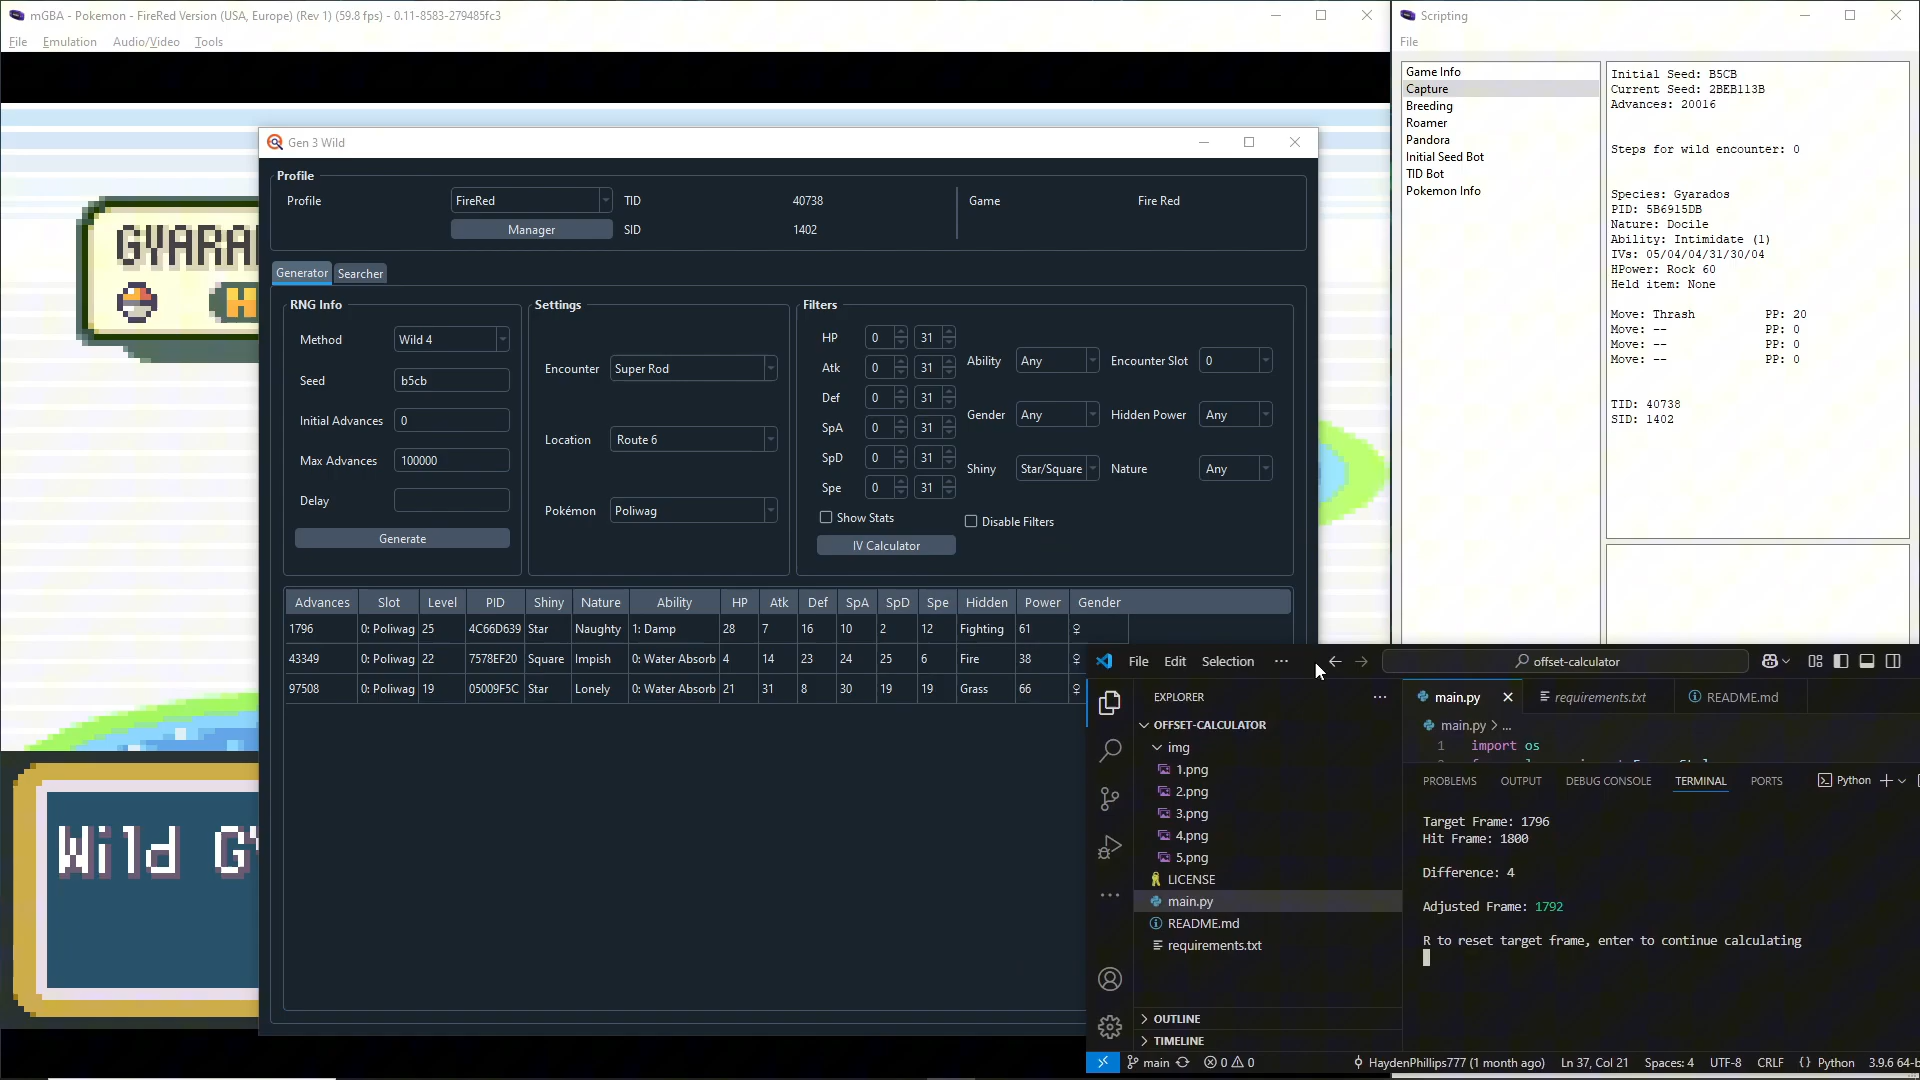 mGBA - Pokemon - FireRed Version (USA, Europe) (Rev 1) (59.8 fps) - 0.11-8583-279485fc3
File Emulation Audio/Video Tools
GYARA
Wild G
Gen 3 Wild
Profile
Profile FireRed TID 40738 Game Fire Red
Manager SID 1402
Generator Searcher
RNG Info
Method Wild 4
Seed b5cb
Initial Advances 0
Max Advances 100000
Delay
Generate
Settings
Encounter Super Rod
Location Route 6
Pokémon Poliwag
Filters
HP 0 31
Atk 0 31
Def 0 31
SpA 0 31
SpD 0 31
Spe 0 31
Show Stats
IV Calculator
Ability Any Encounter Slot 0
Gender Any Hidden Power Any
Shiny Star/Square Nature Any
Disable Filters
Advances Slot Level PID Shiny Nature Ability HP Atk Def SpA SpD Spe Hidden Power Gender
1796 0: Poliwag 25 4C66D639 Star Naughty 1: Damp 28 7 16 10 2 12 Fighting 61 ♀
43349 0: Poliwag 22 7578EF20 Square Impish 0: Water Absorb 4 14 23 24 25 6 Fire 38 ♀
97508 0: Poliwag 19 05009F5C Star Lonely 0: Water Absorb 21 31 8 30 19 19 Grass 66 ♀
Scripting
File
Game Info
Capture
Breeding
Roamer
Pandora
Initial Seed Bot
TID Bot
Pokemon Info
Initial Seed: B5CB
Current Seed: 2BEB113B
Advances: 20016
Steps for wild encounter: 0
Species: Gyarados
PID: 5B6915DB
Nature: Docile
Ability: Intimidate (1)
IVs: 05/04/04/31/30/04
HPower: Rock 60
Held item: None
Move: Thrash PP: 20
Move: -- PP: 0
Move: -- PP: 0
Move: -- PP: 0
TID: 40738
SID: 1402
File Edit Selection ··· offset-calculator
EXPLORER ···
OFFSET-CALCULATOR
img
1.png
2.png
3.png
4.png
5.png
LICENSE
main.py
README.md
requirements.txt
OUTLINE
TIMELINE
main.py requirements.txt README.md
main.py > ...
1 import os
PROBLEMS OUTPUT DEBUG CONSOLE TERMINAL PORTS Python
Target Frame: 1796
Hit Frame: 1800
Difference: 4
Adjusted Frame: 1792
R to reset target frame, enter to continue calculating
main 0 0 HaydenPhillips777 (1 month ago) Ln 37, Col 21 Spaces: 4 UTF-8 CRLF {} Python 3.9.6 64-b